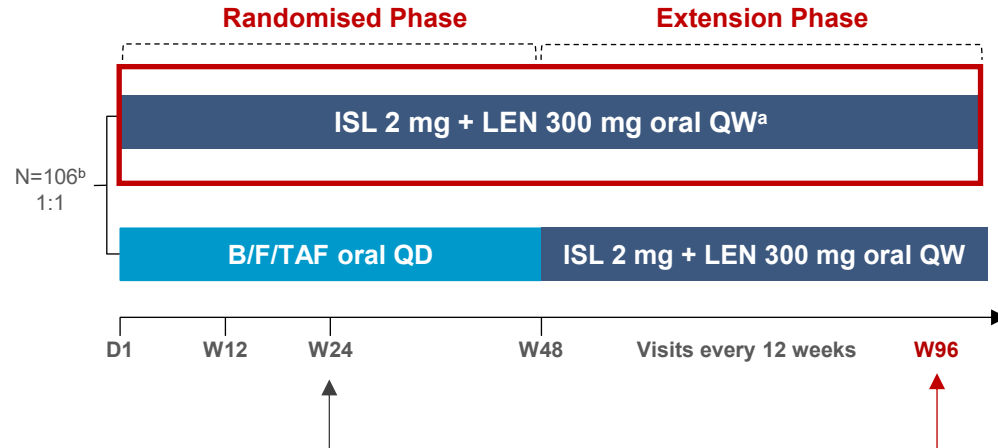 Randomised Phase
Extension Phase
ISL 2 mg + LEN 300 mg oral QWᵃ
N=106ᵇ
1:1
B/F/TAF oral QD
ISL 2 mg + LEN 300 mg oral QW
D1 W12 W24 W48 Visits every 12 weeks W96